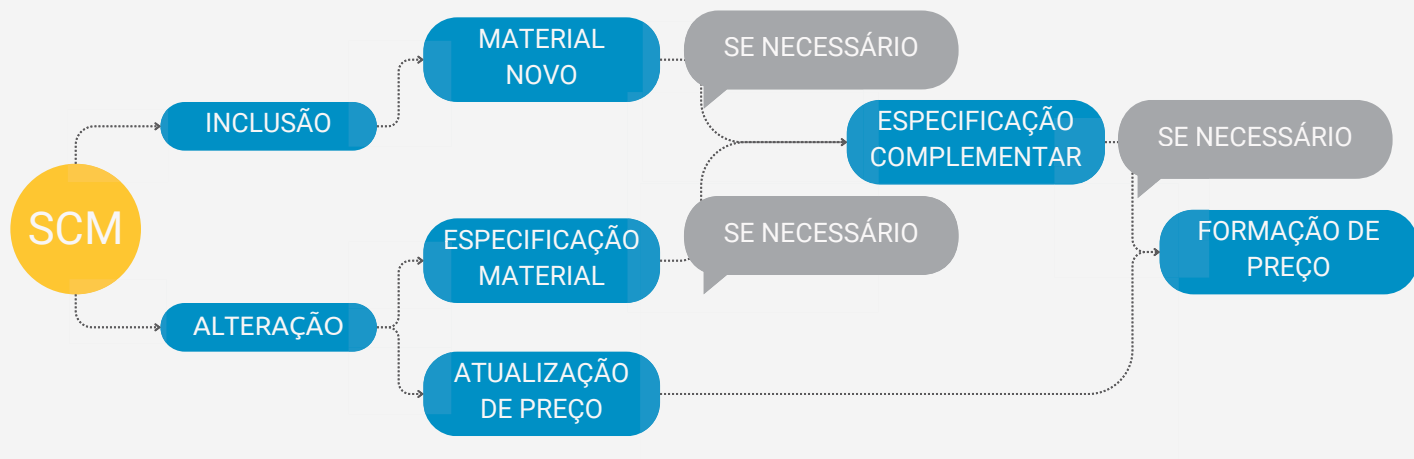 SCM
INCLUSÃO
MATERIAL
NOVO
SE NECESSÁRIO
ESPECIFICAÇÃO
COMPLEMENTAR
SE NECESSÁRIO
ALTERAÇÃO
ESPECIFICAÇÃO
MATERIAL
SE NECESSÁRIO
ATUALIZAÇÃO
DE PREÇO
FORMAÇÃO DE
PREÇO